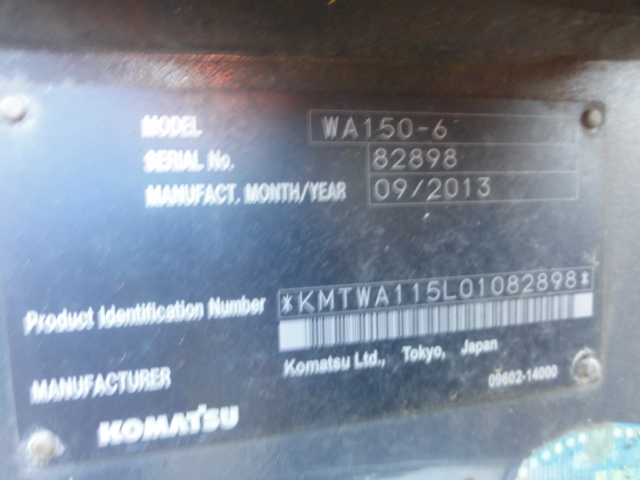 MODEL WA150-6
SERIAL No. 82898
MANUFACT. MONTH/YEAR 09/2013
Product Identification Number *KMTWA115L01082898*
MANUFACTURER Komatsu Ltd., Tokyo, Japan
09602-14000
KOMATSU